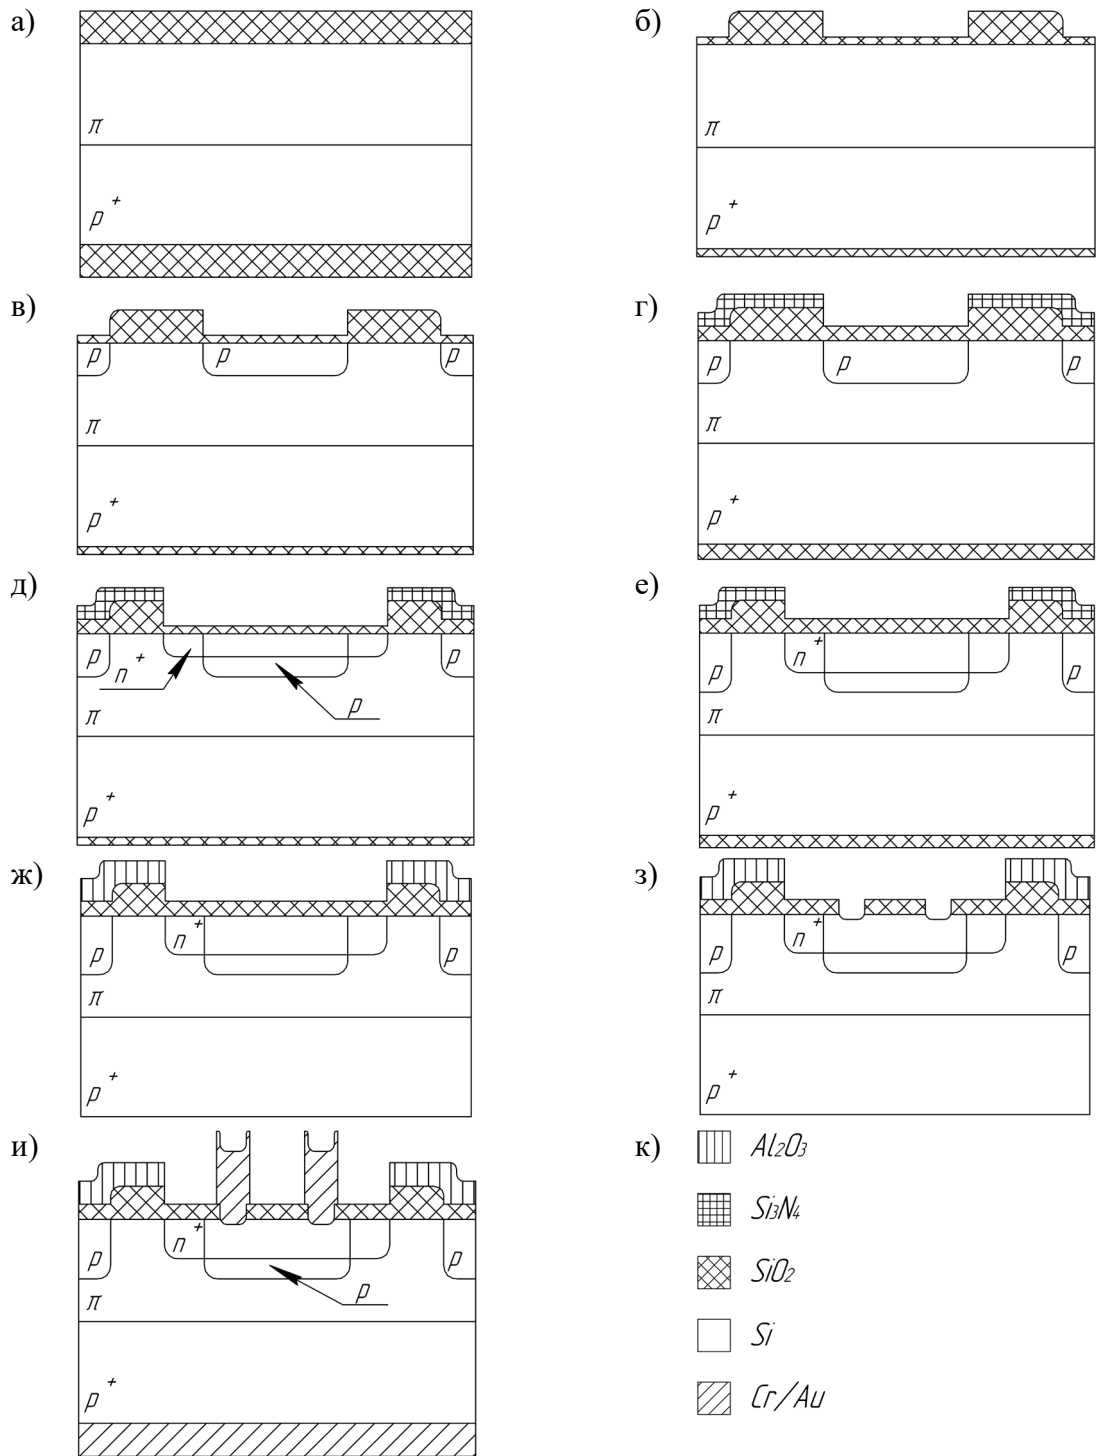 а)
π
p+
б)
π
p+
в)
p p p
π
p+
г)
p p p
π
p+
д)
p n+ p p
π
p+
е)
p n+ p
π
p+
ж)
p n+ p
π
p+
з)
p n+ p
π
p+
и)
p n+ p p
π
p+
к)
Al2O3
Si3N4
SiO2
Si
Cr/Au